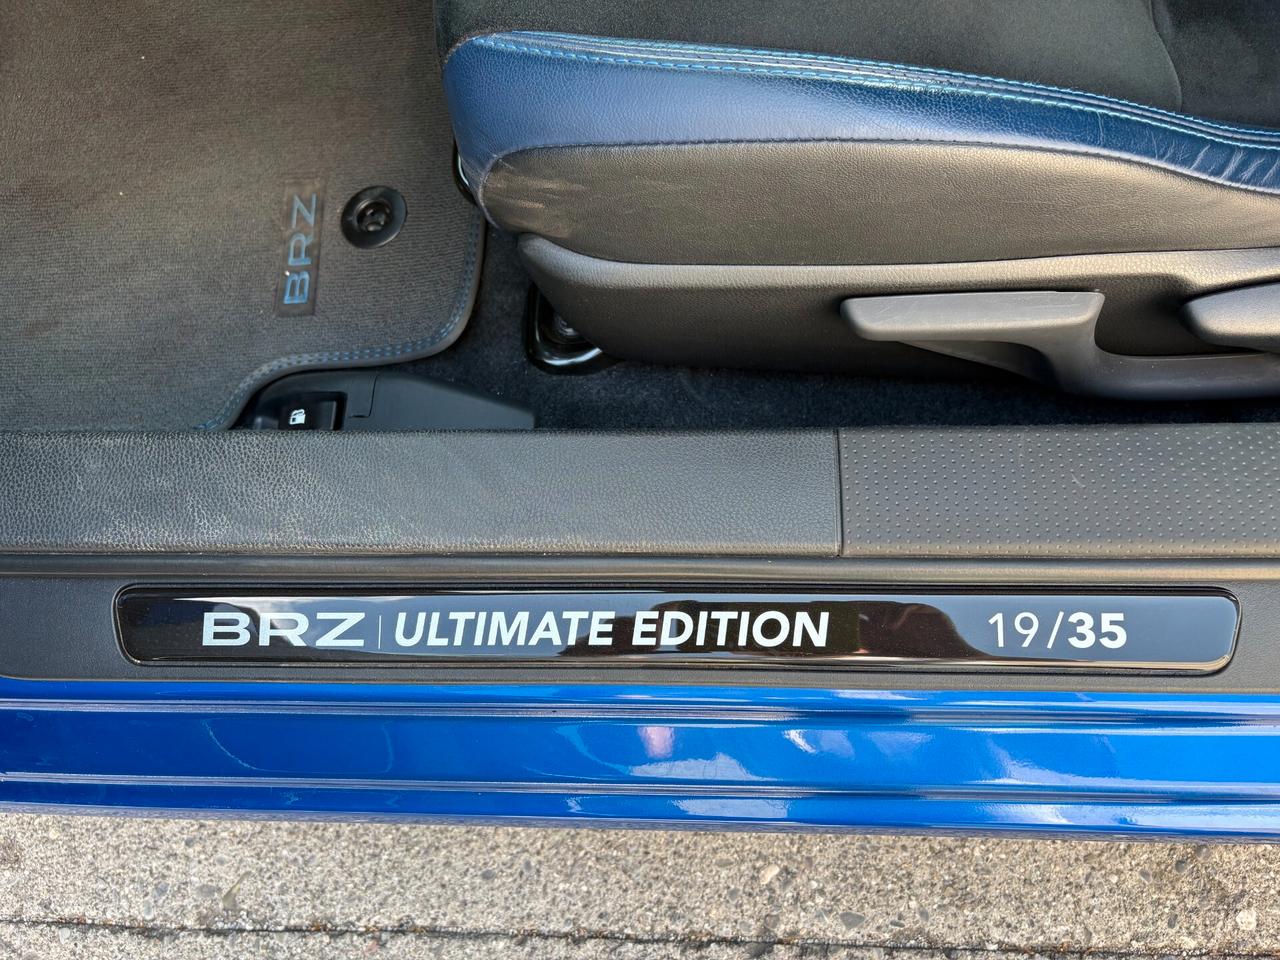 BRZ
BRZ | ULTIMATE EDITION 19/35